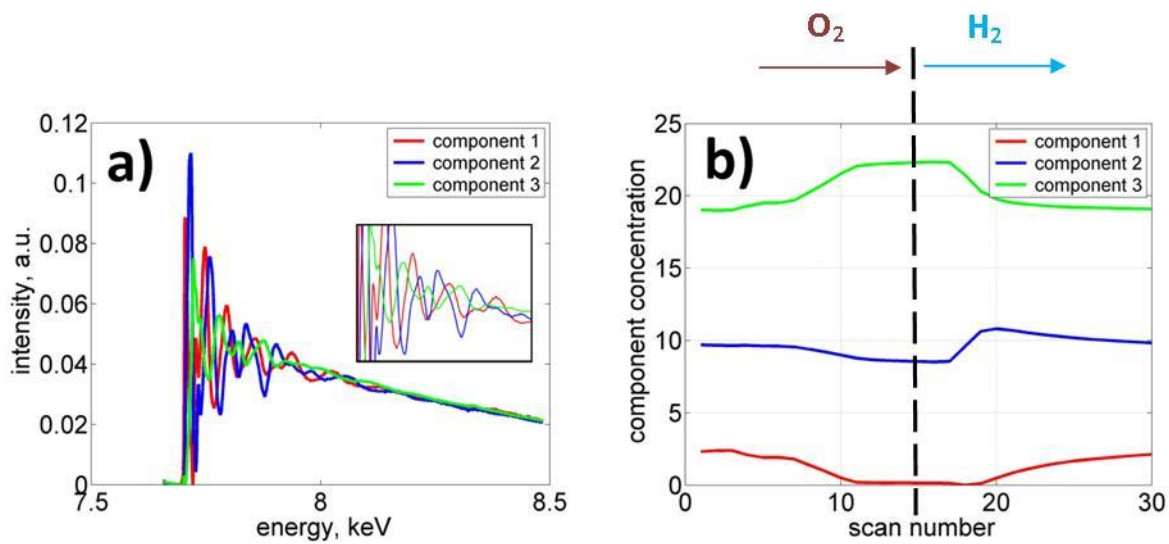 O2 H2
a)
component 1
component 2
component 3
0.12
0.1
0.08
0.06
0.04
0.02
0
7.5 8 8.5
intensity, a.u.
energy, keV
b)
component 1
component 2
component 3
25
20
15
10
5
0
0 10 20 30
component concentration
scan number